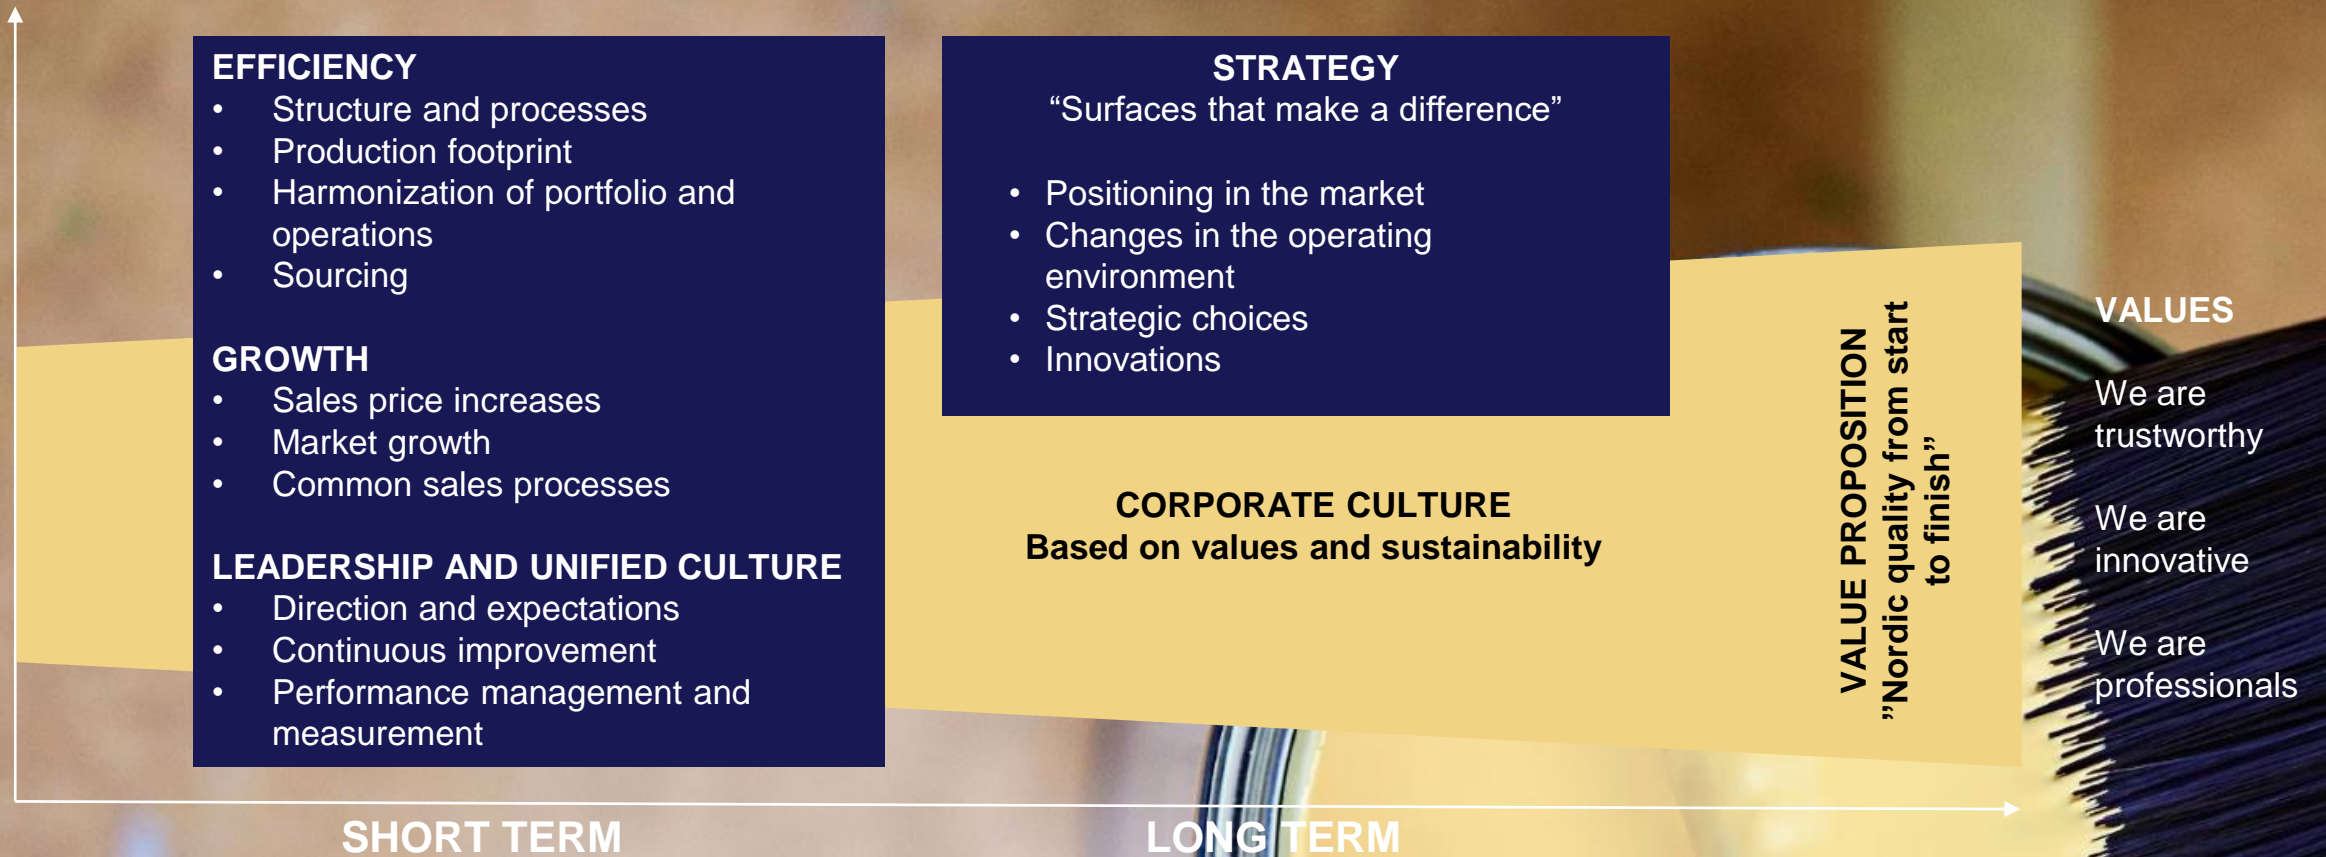 EFFICIENCY
• Structure and processes
• Production footprint
• Harmonization of portfolio and
operations
• Sourcing
GROWTH
• Sales price increases
• Market growth
• Common sales processes
LEADERSHIP AND UNIFIED CULTURE
• Direction and expectations
• Continuous improvement
• Performance management and
measurement
STRATEGY
“Surfaces that make a difference”
• Positioning in the market
• Changes in the operating
environment
• Strategic choices
• Innovations
CORPORATE CULTURE
Based on values and sustainability
VALUE PROPOSITION
”Nordic quality from start
to finish”
VALUES
We are
trustworthy
We are
innovative
We are
professionals
SHORT TERM
LONG TERM